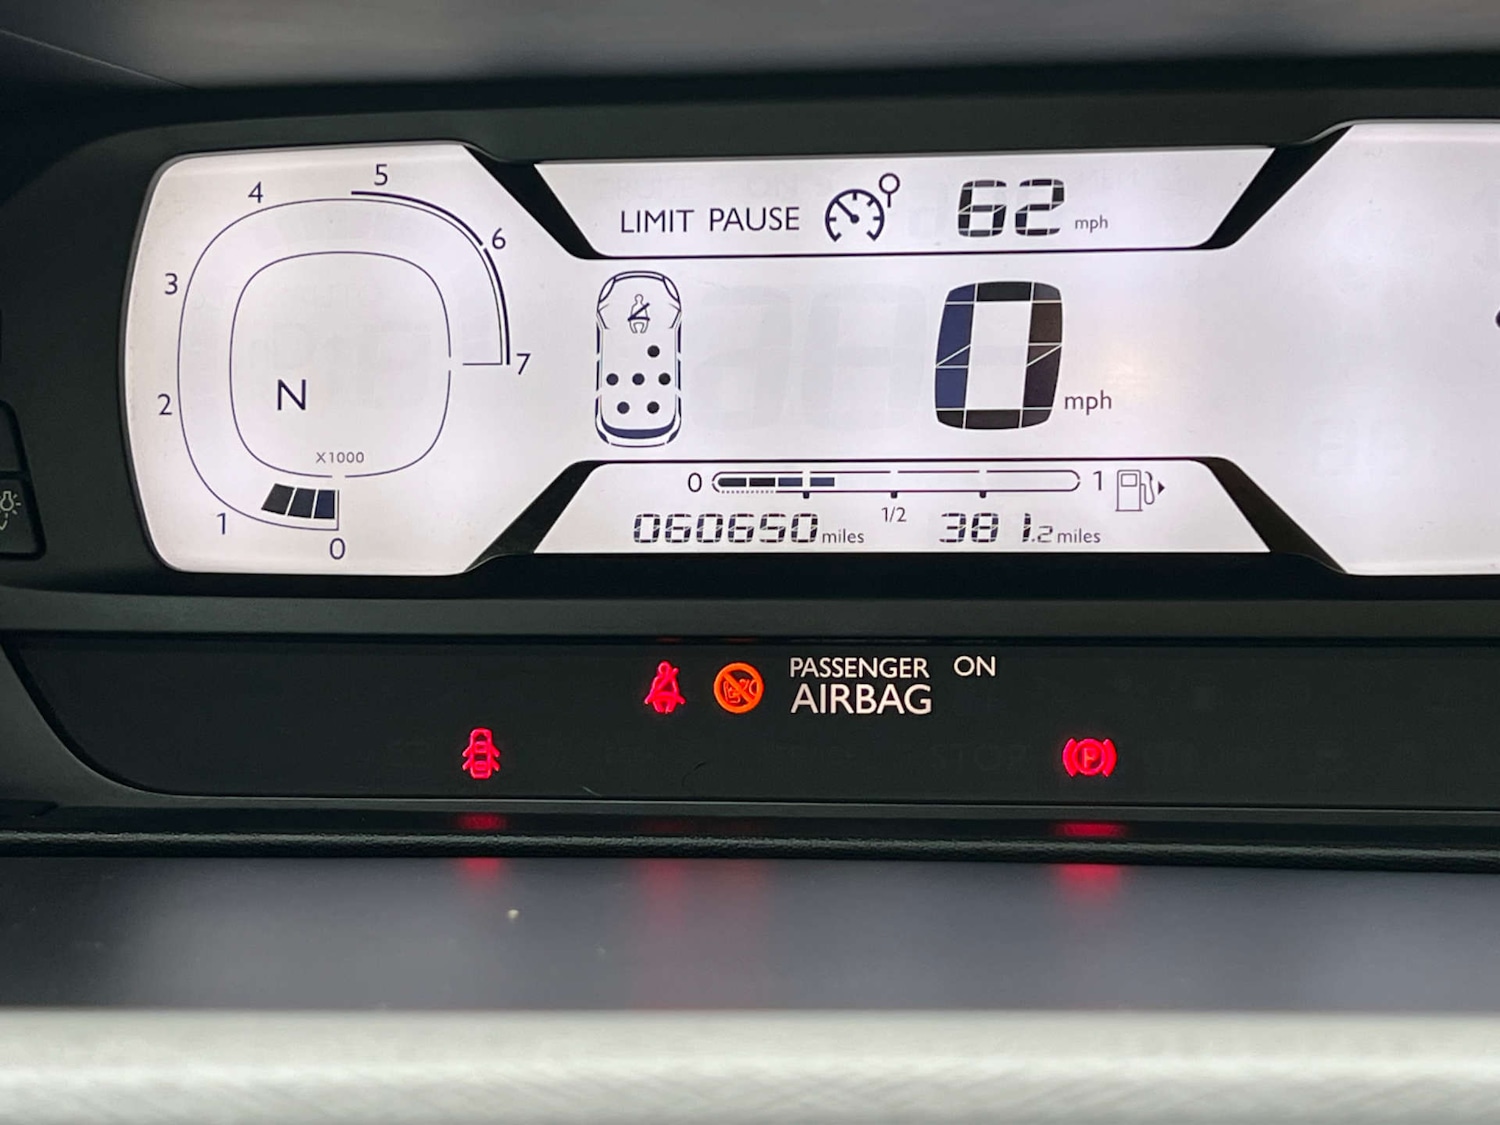 LIMIT PAUSE 62 mph
5
4
6
3
7
2
N
X1000
1
0
0 mph
0 1/2 1
060650 miles 381.2 miles
PASSENGER ON
AIRBAG
P